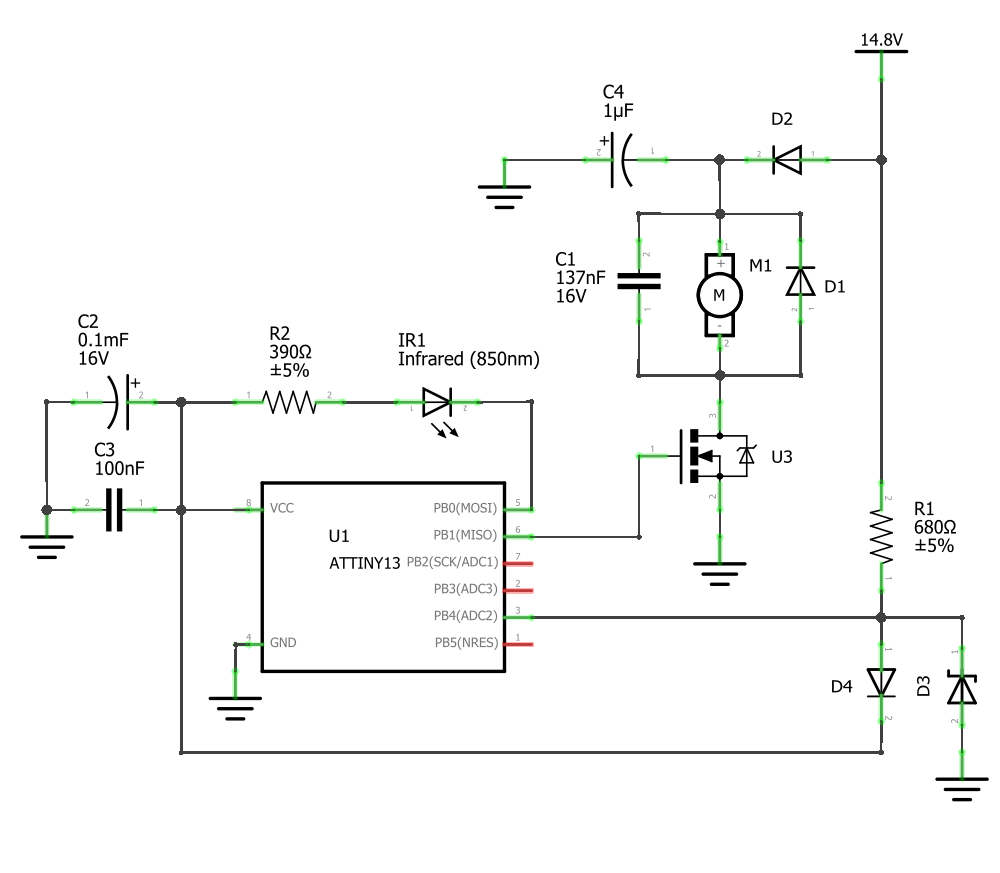 14.8V
C4
1µF
+
2
1
D2
2
1
C1
137nF
16V
2
1
1
+
M
-
2
M1
D1
2
1
C2
0.1mF
16V
1
+
2
R2
390Ω
±5%
1
2
IR1
Infrared (850nm)
1
2
C3
100nF
2
1
3
1
2
U3
8
VCC
U1
ATTINY13
PB0(MOSI)
5
PB1(MISO)
6
PB2(SCK/ADC1)
7
PB3(ADC3)
2
PB4(ADC2)
3
4
GND
PB5(NRES)
1
2
R1
680Ω
±5%
1
D4
1
2
D3
1
2